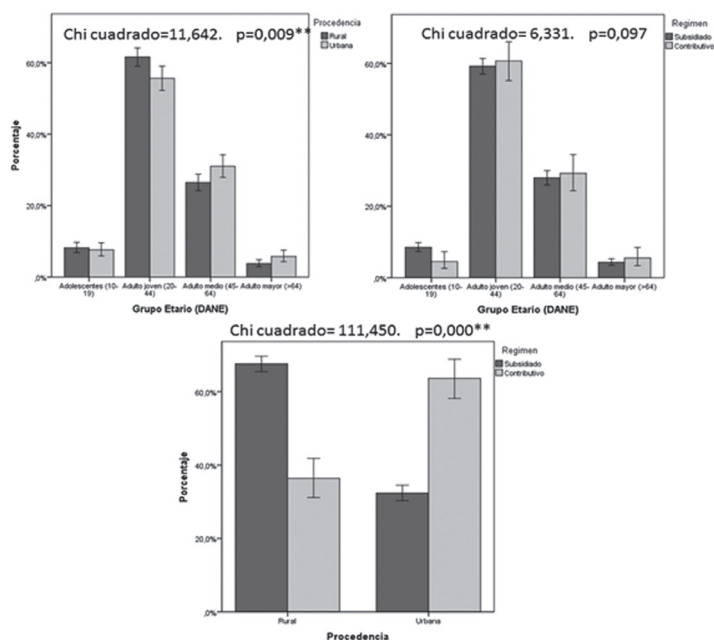 Chi cuadrado=11,642. p=0,009**
Procedencia
Rural
Urbana
60,0%
40,0%
20,0%
,0%
Porcentaje
Adolescentes (10-19)
Adulto joven (20-44)
Adulto medio (45-64)
Adulto mayor (>64)
Grupo Etario (DANE)
Chi cuadrado= 6,331. p=0,097
Regimen
Subsidiado
Contributivo
60,0%
40,0%
20,0%
,0%
Adolescentes (10-19)
Adulto joven (20-44)
Adulto medio (45-64)
Adulto mayor (>64)
Grupo Etario (DANE)
Chi cuadrado= 111,450. p=0,000**
Regimen
Subsidiado
Contributivo
60,0%
40,0%
20,0%
,0%
Porcentaje
Rural
Urbana
Procedencia